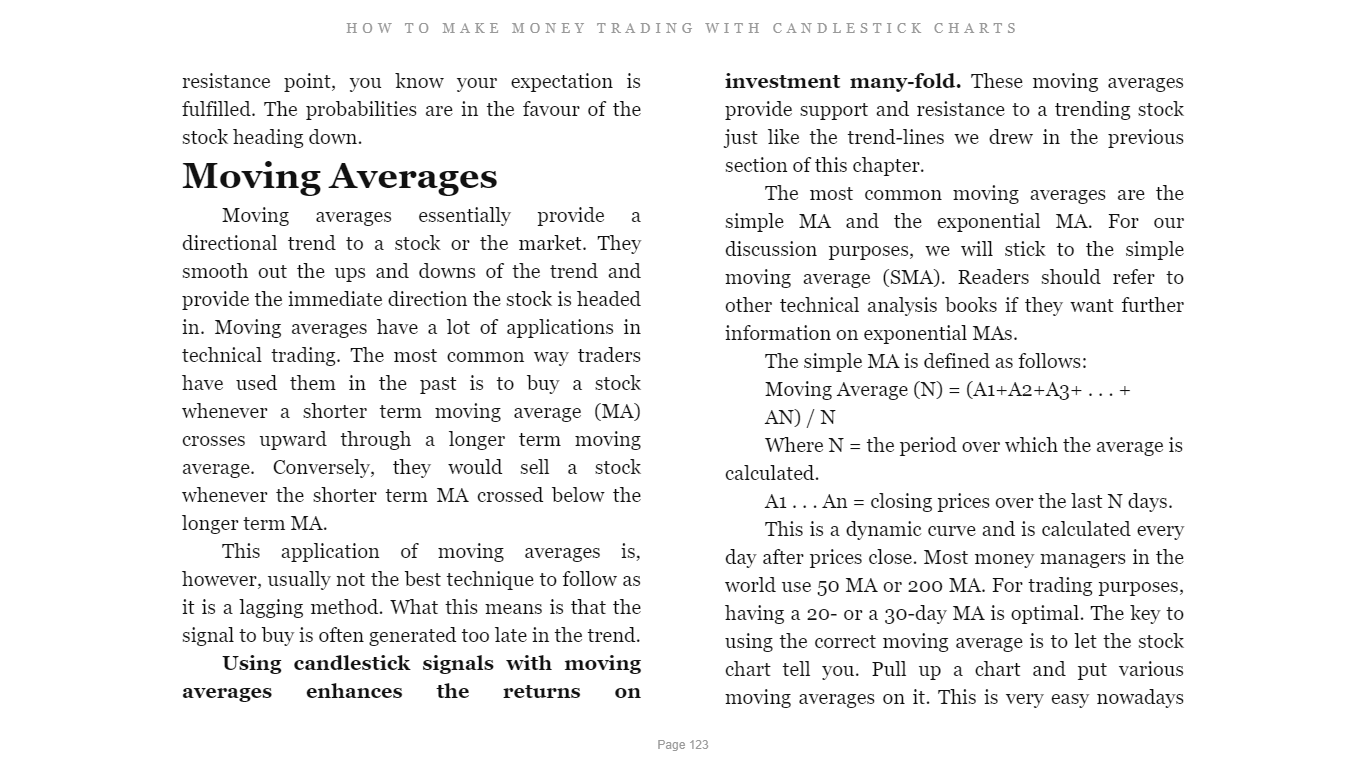 HOW TO MAKE MONEY TRADING WITH CANDLESTICK CHARTS
resistance point, you know your expectation is
fulfilled. The probabilities are in the favour of the
stock heading down.
Moving Averages
Moving averages essentially provide a
directional trend to a stock or the market. They
smooth out the ups and downs of the trend and
provide the immediate direction the stock is headed
in. Moving averages have a lot of applications in
technical trading. The most common way traders
have used them in the past is to buy a stock
whenever a shorter term moving average (MA)
crosses upward through a longer term moving
average. Conversely, they would sell a stock
whenever the shorter term MA crossed below the
longer term MA.
This application of moving averages is,
however, usually not the best technique to follow as
it is a lagging method. What this means is that the
signal to buy is often generated too late in the trend.
Using candlestick signals with moving
averages enhances the returns on
investment many-fold. These moving averages
provide support and resistance to a trending stock
just like the trend-lines we drew in the previous
section of this chapter.
The most common moving averages are the
simple MA and the exponential MA. For our
discussion purposes, we will stick to the simple
moving average (SMA). Readers should refer to
other technical analysis books if they want further
information on exponential MAs.
The simple MA is defined as follows:
Moving Average (N) = (A1+A2+A3+ . . . +
AN) / N
Where N = the period over which the average is
calculated.
A1 . . . An = closing prices over the last N days.
This is a dynamic curve and is calculated every
day after prices close. Most money managers in the
world use 50 MA or 200 MA. For trading purposes,
having a 20- or a 30-day MA is optimal. The key to
using the correct moving average is to let the stock
chart tell you. Pull up a chart and put various
moving averages on it. This is very easy nowadays
Page 123